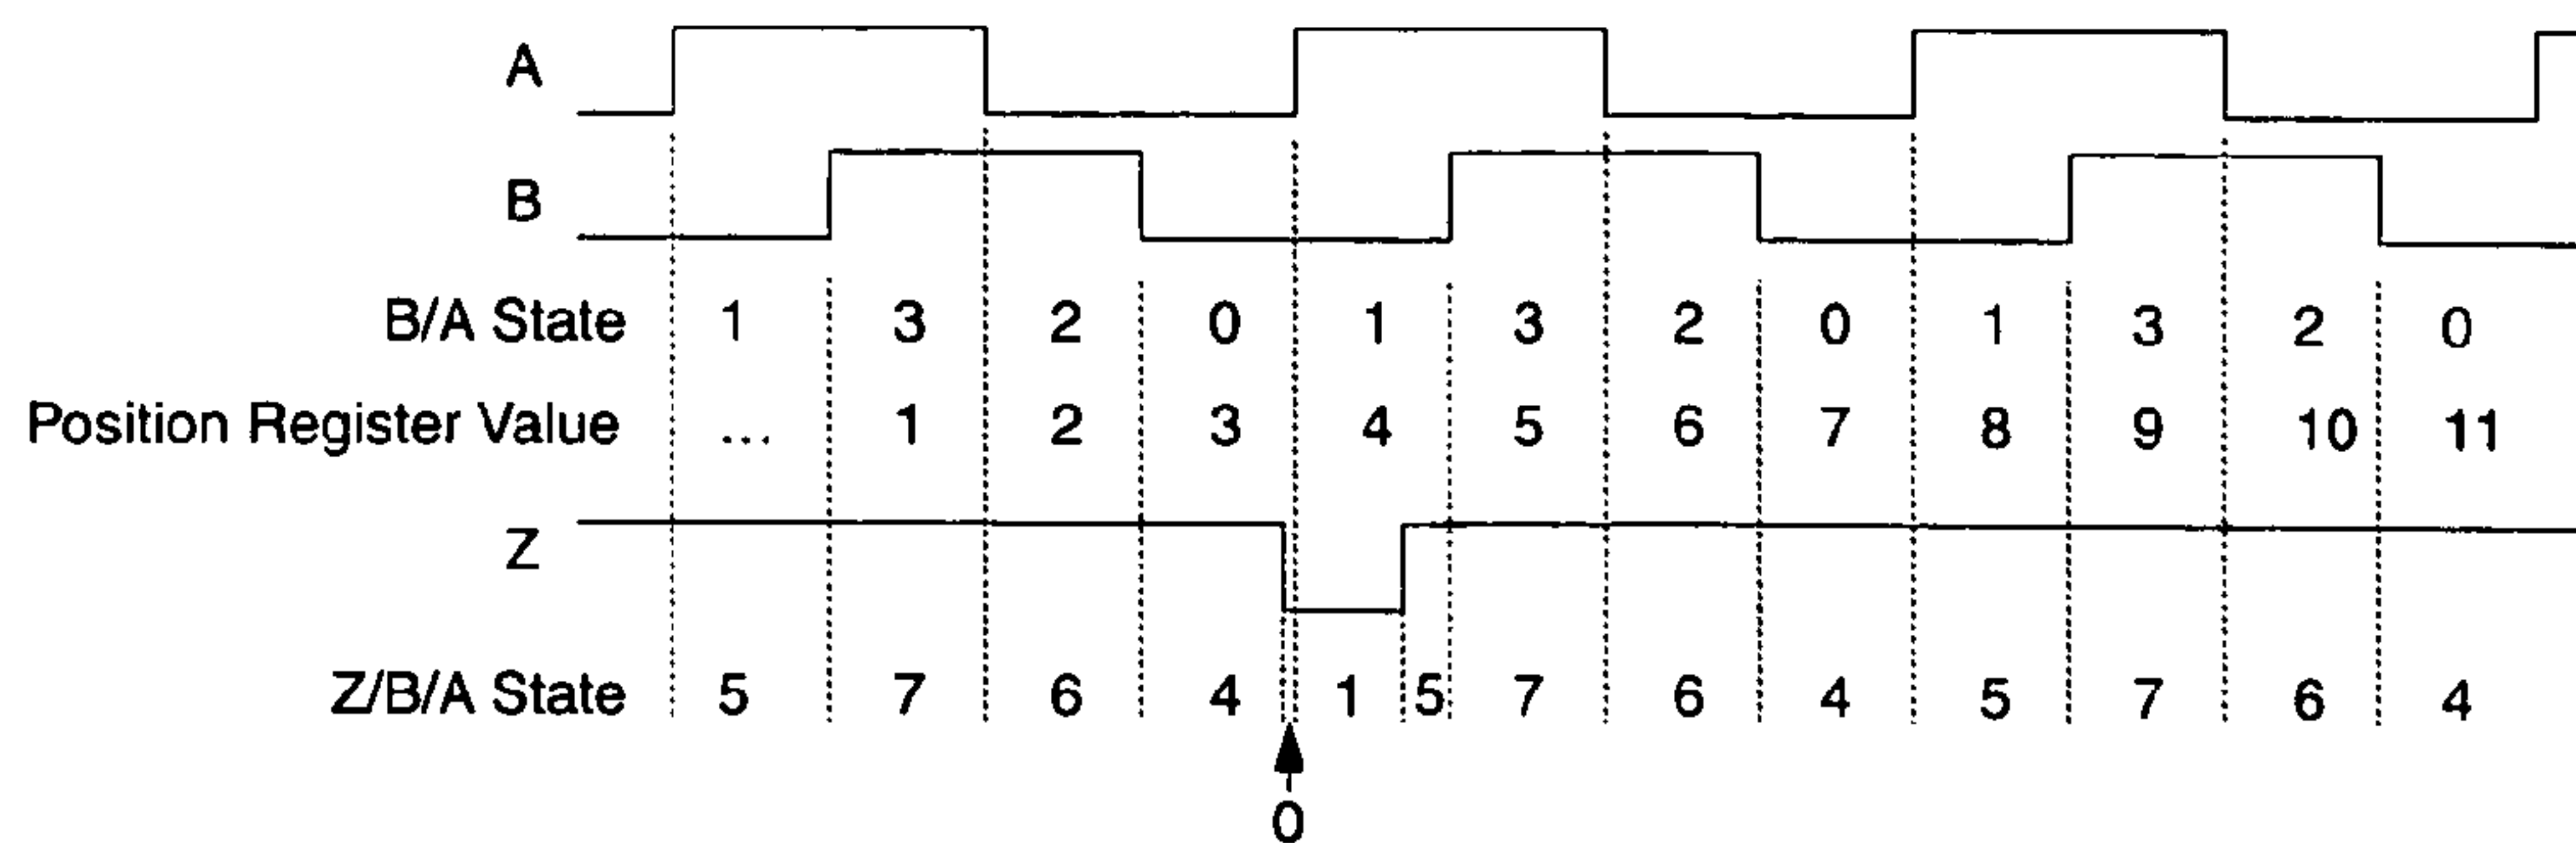 A
B
B/A State 1 3 2 0 1 3 2 0 1 3 2 0
Position Register Value ... 1 2 3 4 5 6 7 8 9 10 11
Z
Z/B/A State 5 7 6 4 1 5 7 6 4 5 7 6 4
0